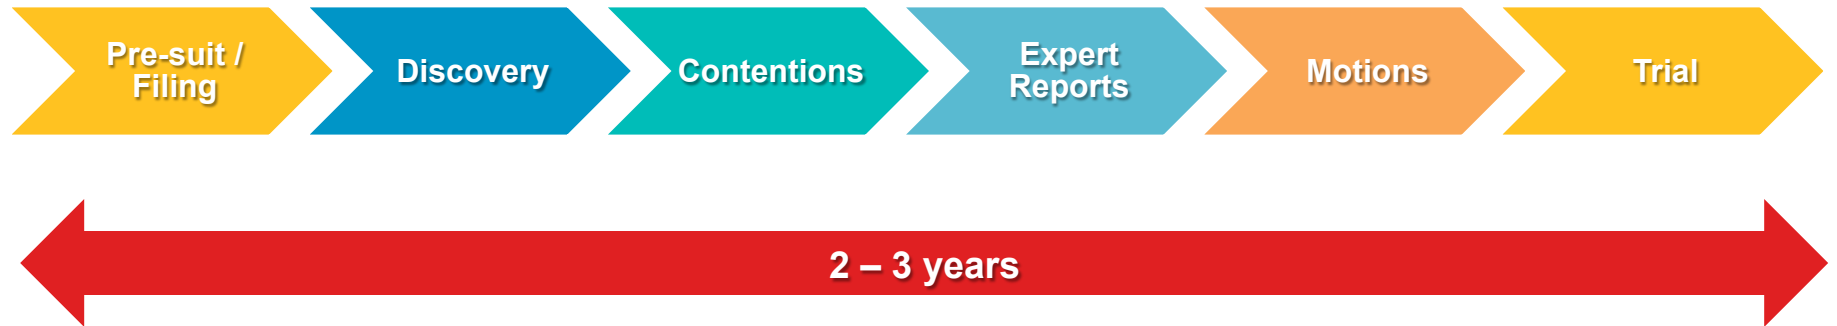 Pre-suit /
Filing
Discovery
Contentions
Expert
Reports
Motions
Trial
2 – 3 years